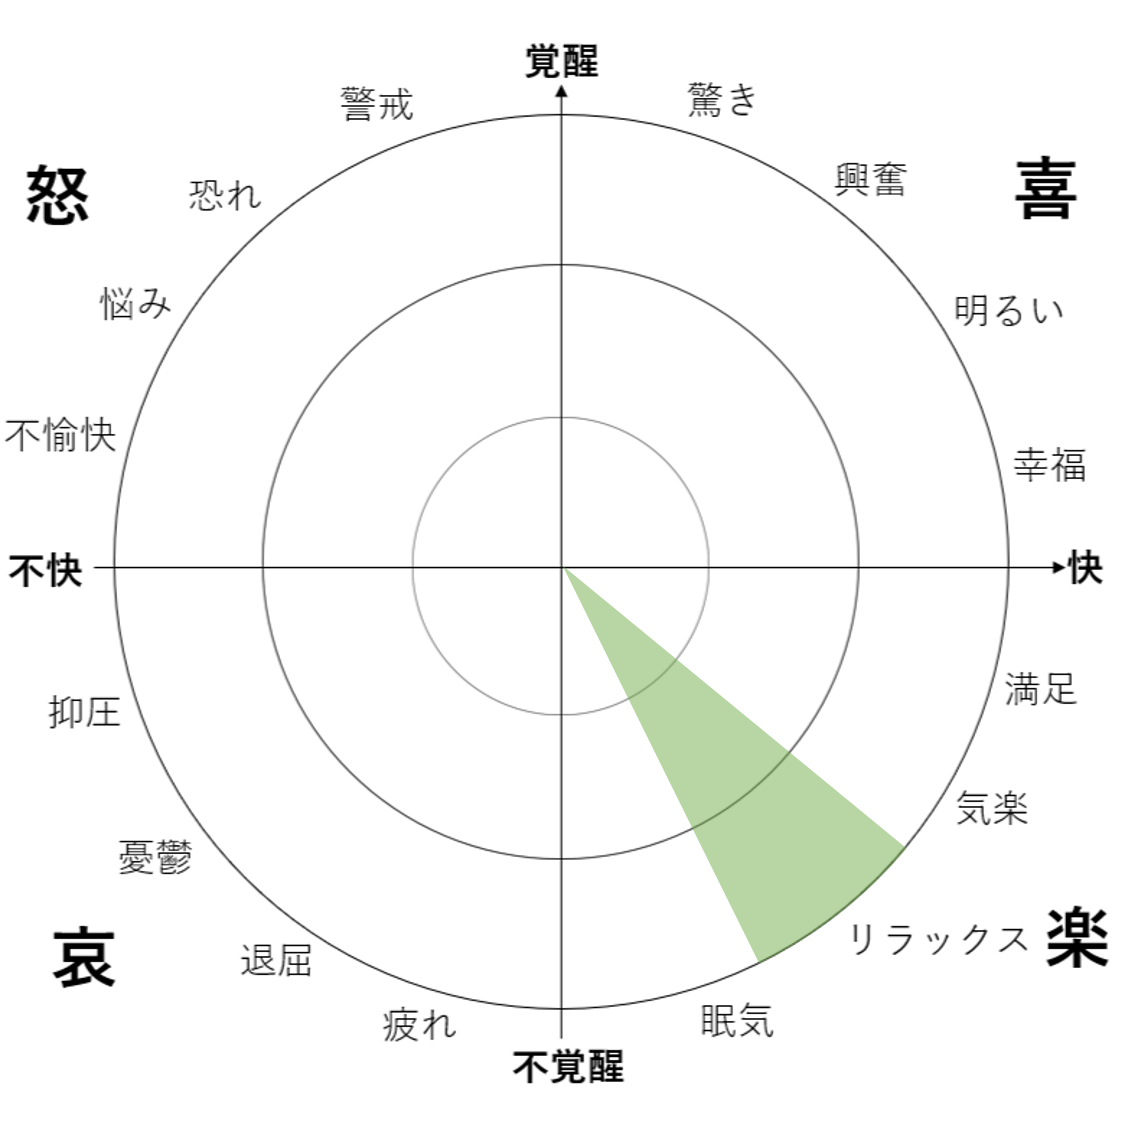 覚醒
警戒
驚き
怒
恐れ
興奮
喜
悩み
明るい
不愉快
幸福
不快
快
抑圧
満足
憂鬱
気楽
哀
退屈
リラックス
楽
疲れ
眠気
不覚醒